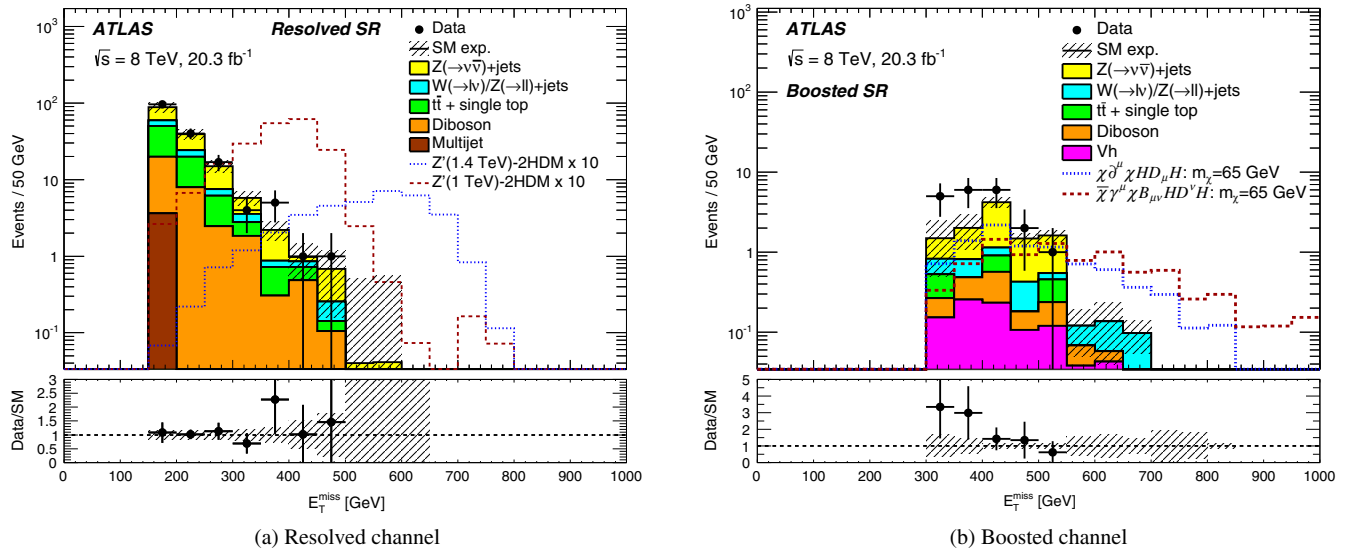 ATLAS Resolved SR
√s = 8 TeV, 20.3 fb⁻¹
Data
SM exp.
Z(→νν̄)+jets
W(→lν)/Z(→ll)+jets
tt̄ + single top
Diboson
Multijet
Z'(1.4 TeV)-2HDM x 10
Z'(1 TeV)-2HDM x 10
Events / 50 GeV
10³
10²
10
1
10⁻¹
Data/SM
3
2.5
2
1.5
1
0.5
0
0 100 200 300 400 500 600 700 800 900 1000
E_T^miss [GeV]
(a) Resolved channel
ATLAS
√s = 8 TeV, 20.3 fb⁻¹
Boosted SR
Data
SM exp.
Z(→νν̄)+jets
W(→lν)/Z(→ll)+jets
tt̄ + single top
Diboson
Vh
χ∂^μχHD_μH: m_χ=65 GeV
χ̄γ^μχB_μνHD^νH: m_χ=65 GeV
Events / 50 GeV
10³
10²
10
1
10⁻¹
Data/SM
5
4
3
2
1
0
0 100 200 300 400 500 600 700 800 900 1000
E_T^miss [GeV]
(b) Boosted channel